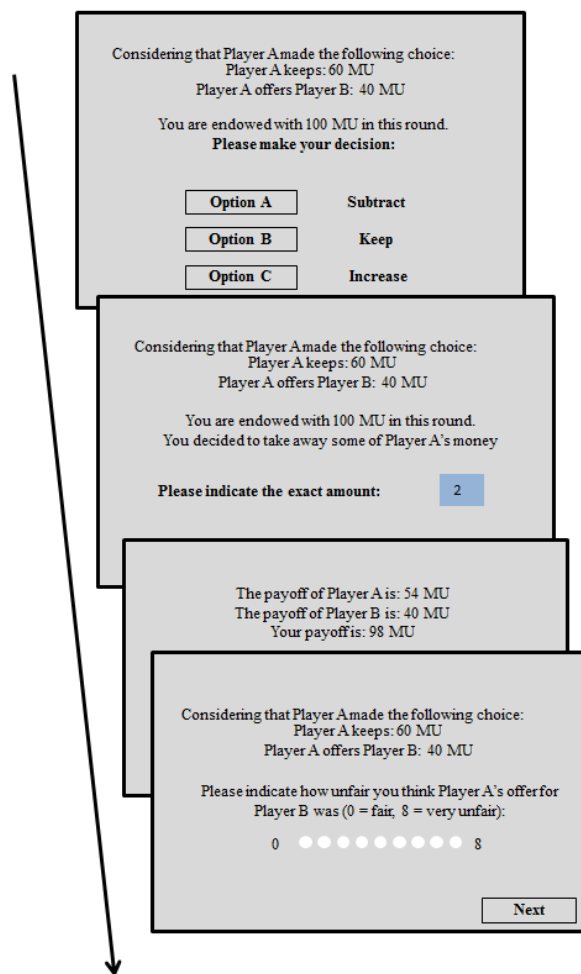 Considering that Player A made the following choice:
Player A keeps: 60 MU
Player A offers Player B: 40 MU
You are endowed with 100 MU in this round.
Please make your decision:
Option A Subtract
Option B Keep
Option C Increase
Considering that Player A made the following choice:
Player A keeps: 60 MU
Player A offers Player B: 40 MU
You are endowed with 100 MU in this round.
You decided to take away some of Player A's money
Please indicate the exact amount: 2
The payoff of Player A is: 54 MU
The payoff of Player B is: 40 MU
Your payoff is: 98 MU
Considering that Player A made the following choice:
Player A keeps: 60 MU
Player A offers Player B: 40 MU
Please indicate how unfair you think Player A's offer for
Player B was (0 = fair, 8 = very unfair):
0 8
Next